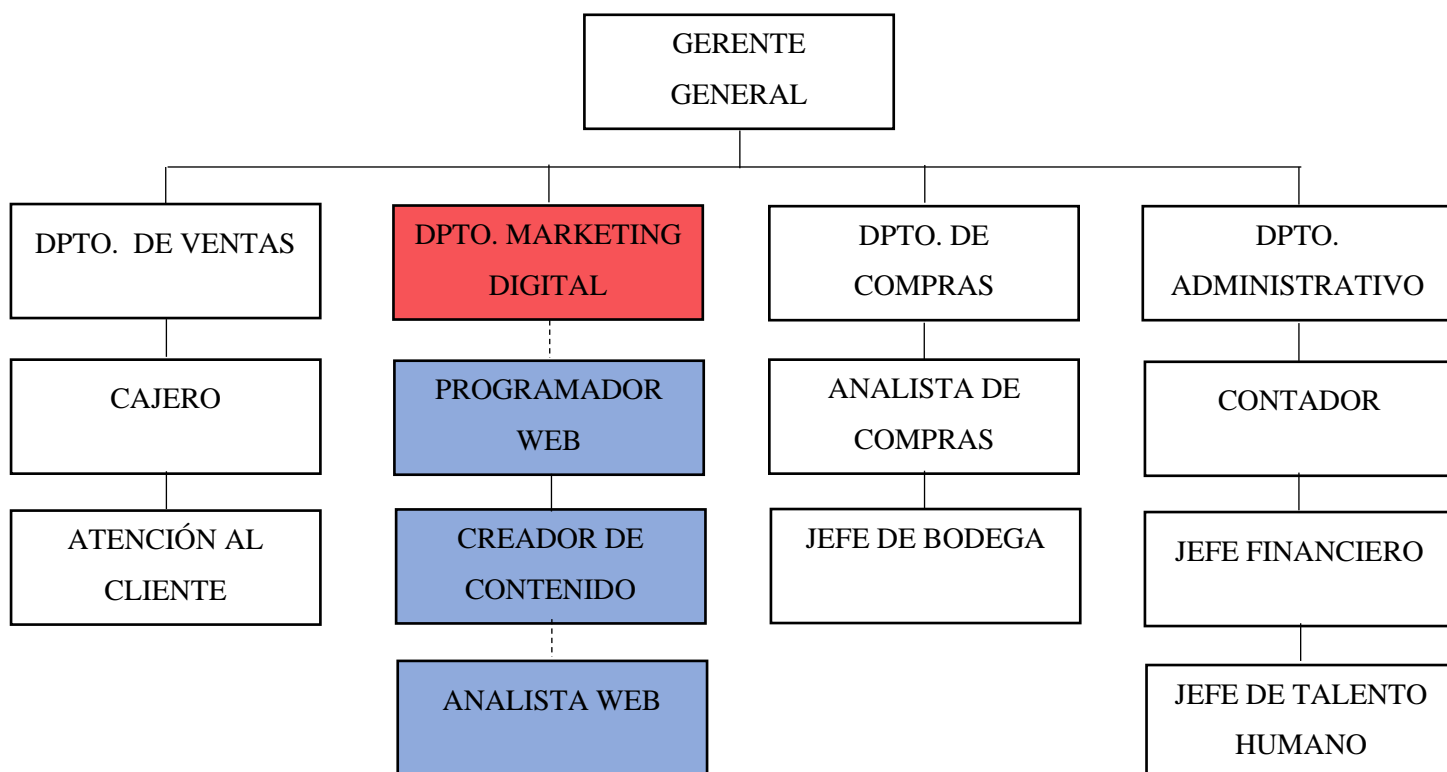 GERENTE
GENERAL
DPTO. DE VENTAS
DPTO. MARKETING
DIGITAL
DPTO. DE
COMPRAS
DPTO.
ADMINISTRATIVO
CAJERO
PROGRAMADOR
WEB
ANALISTA DE
COMPRAS
CONTADOR
ATENCIÓN AL
CLIENTE
CREADOR DE
CONTENIDO
JEFE DE BODEGA
JEFE FINANCIERO
ANALISTA WEB
JEFE DE TALENTO
HUMANO